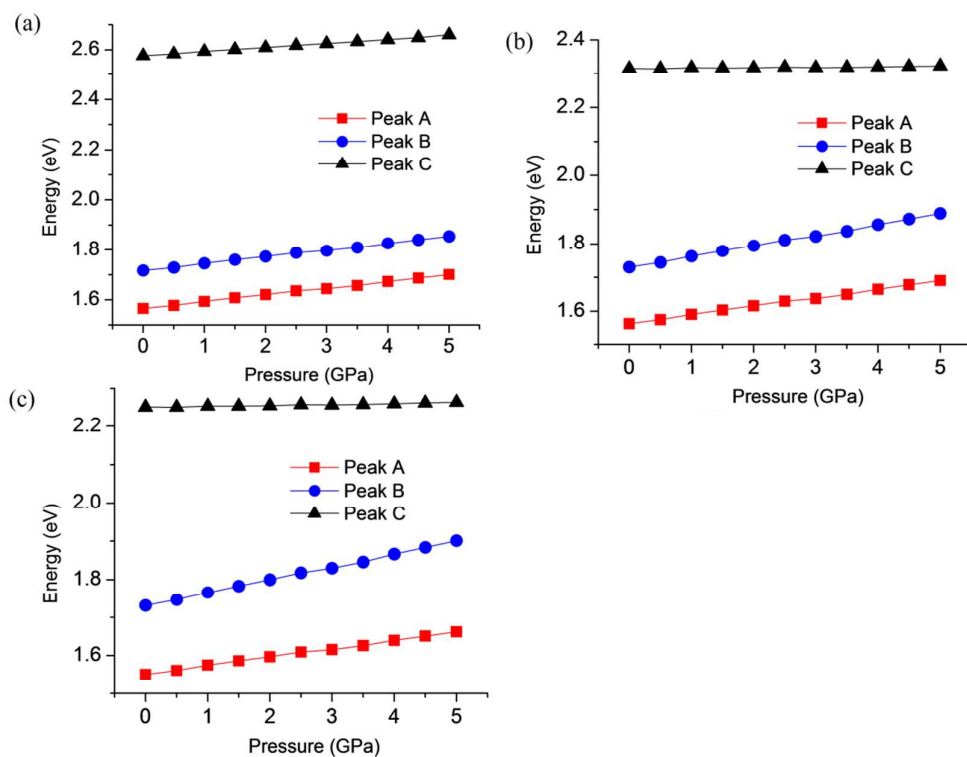 (a)
2.6
2.4
2.2
2.0
1.8
1.6
Energy (eV)
Peak A
Peak B
Peak C
0 1 2 3 4 5
Pressure (GPa)
(b)
2.4
2.2
2.0
1.8
1.6
Energy (eV)
Peak A
Peak B
Peak C
0 1 2 3 4 5
Pressure (GPa)
(c)
2.2
2.0
1.8
1.6
Energy (eV)
Peak A
Peak B
Peak C
0 1 2 3 4 5
Pressure (GPa)